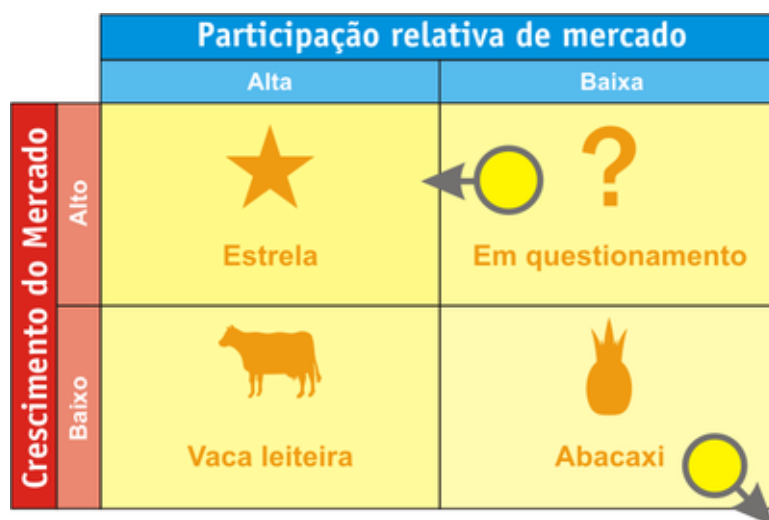 Participação relativa de mercado
Alta
Baixa
Crescimento do Mercado
Alto
?
Estrela
Em questionamento
Baixo
Vaca leiteira
Abacaxi